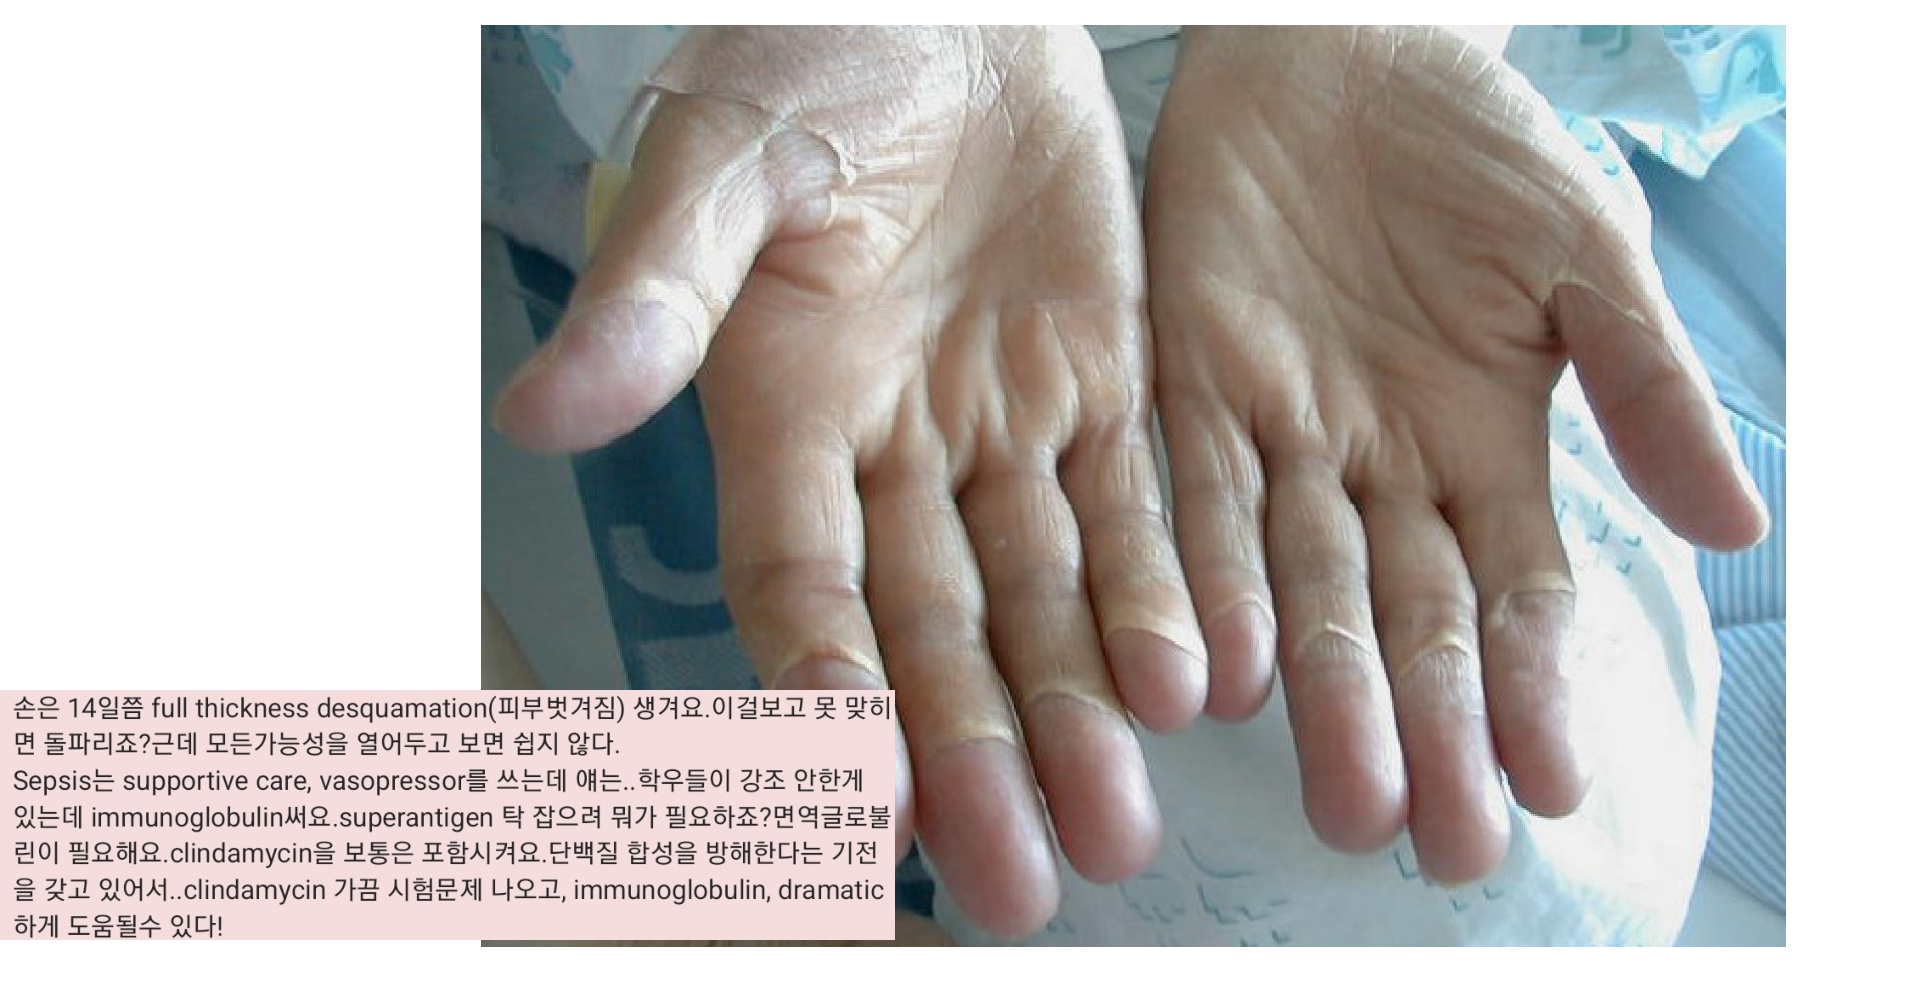 손은 14일쯤 full thickness desquamation(피부벗겨짐) 생겨요.이걸보고 못 맞히
면 돌파리죠?근데 모든가능성을 열어두고 보면 쉽지 않다.
Sepsis는 supportive care, vasopressor를 쓰는데 얘는..학우들이 강조 안한게
있는데 immunoglobulin써요.superantigen 탁 잡으려 뭐가 필요하죠?면역글로불
린이 필요해요.clindamycin을 보통은 포함시켜요.단백질 합성을 방해한다는 기전
을 갖고 있어서..clindamycin 가끔 시험문제 나오고, immunoglobulin, dramatic
하게 도움될수 있다!